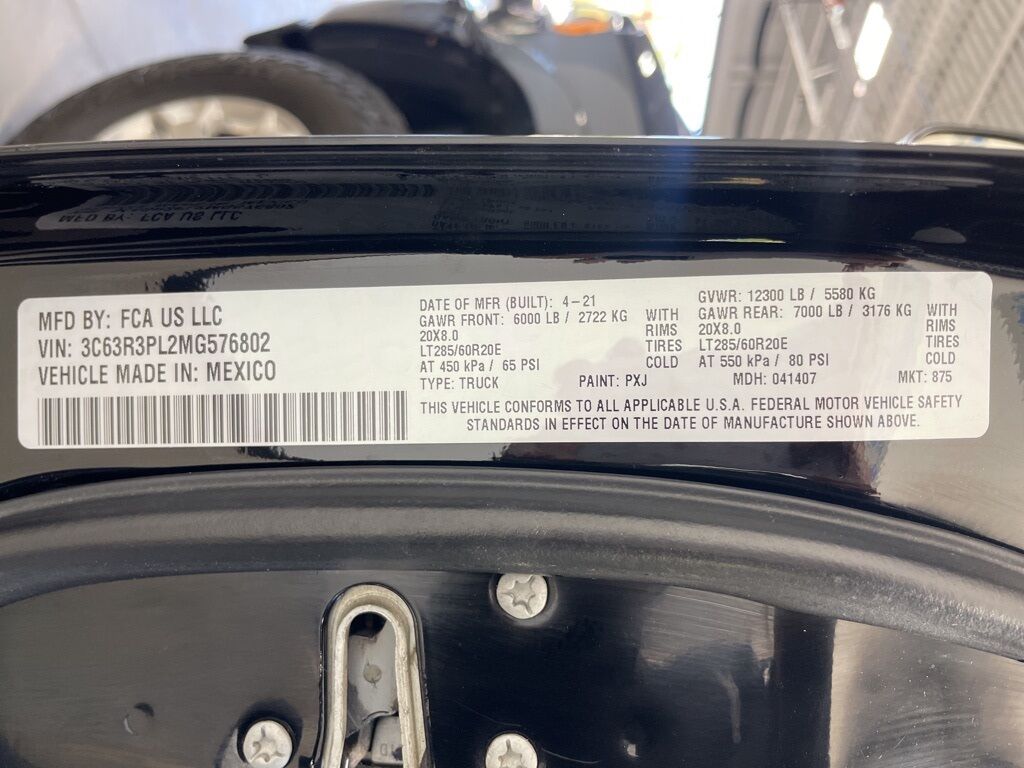 MFD BY: FCA US LLC
VIN: 3C63R3PL2MG576802
VEHICLE MADE IN: MEXICO
DATE OF MFR (BUILT): 4-21
GAWR FRONT: 6000 LB / 2722 KG WITH
20X8.0 RIMS
LT285/60R20E TIRES
AT 450 kPa / 65 PSI COLD
TYPE: TRUCK PAINT: PXJ
GVWR: 12300 LB / 5580 KG
GAWR REAR: 7000 LB / 3176 KG WITH
20X8.0 RIMS
LT285/60R20E TIRES
AT 550 kPa / 80 PSI COLD
MDH: 041407 MKT: 875
THIS VEHICLE CONFORMS TO ALL APPLICABLE U.S.A. FEDERAL MOTOR VEHICLE SAFETY
STANDARDS IN EFFECT ON THE DATE OF MANUFACTURE SHOWN ABOVE.